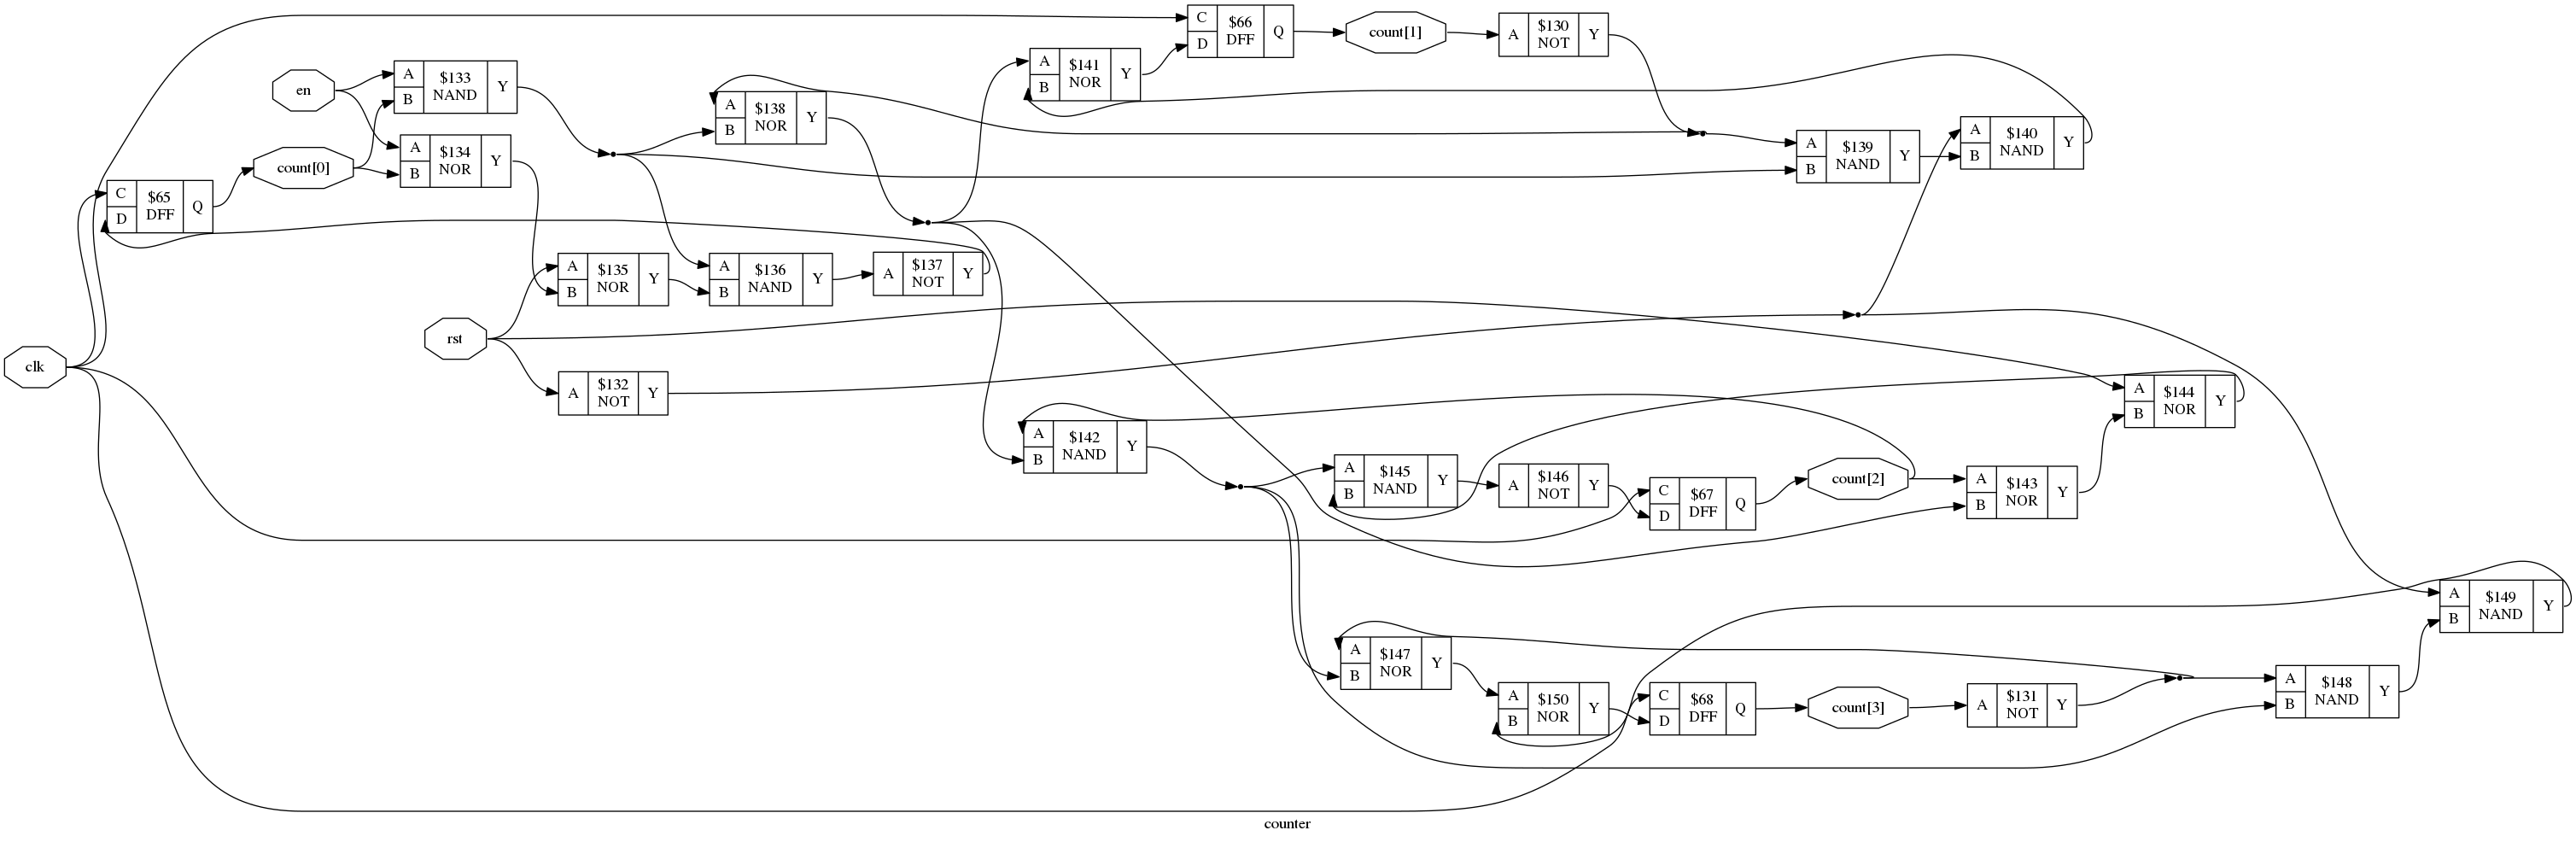 C
D
$66
DFF
Q
count[1]
A
$130
NOT
Y
en
A
B
$133
NAND
Y
A
B
$141
NOR
Y
A
B
$138
NOR
Y
A
B
$134
NOR
Y
count[0]
A
B
$139
NAND
Y
A
B
$140
NAND
Y
C
D
$65
DFF
Q
A
B
$135
NOR
Y
A
B
$136
NAND
Y
A
$137
NOT
Y
rst
clk
A
$132
NOT
Y
A
B
$144
NOR
Y
A
B
$142
NAND
Y
A
B
$145
NAND
Y
A
$146
NOT
Y
C
D
$67
DFF
Q
count[2]
A
B
$143
NOR
Y
A
B
$149
NAND
Y
A
B
$147
NOR
Y
A
B
$150
NOR
Y
C
D
$68
DFF
Q
count[3]
A
$131
NOT
Y
A
B
$148
NAND
Y
counter